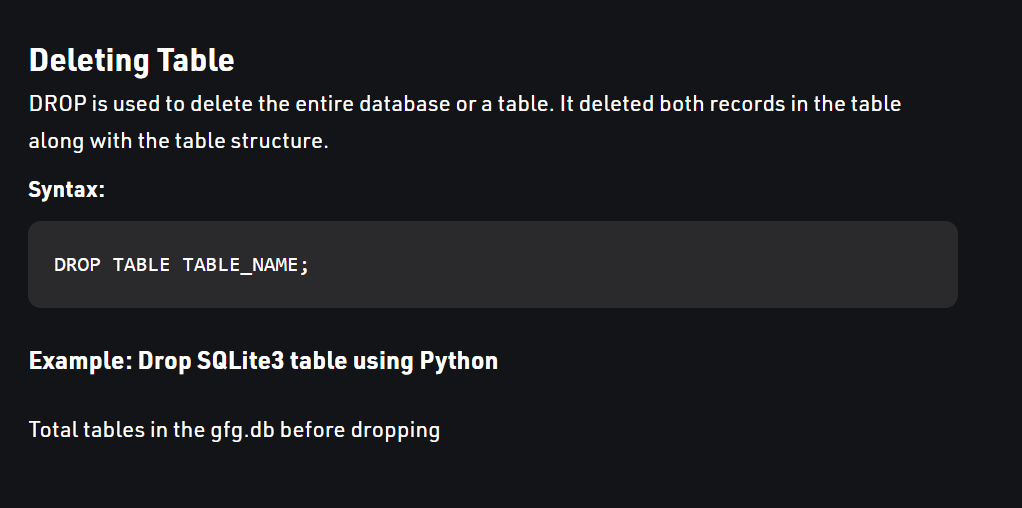 Deleting Table
DROP is used to delete the entire database or a table. It deleted both records in the table
along with the table structure.
Syntax:
DROP TABLE TABLE_NAME;
Example: Drop SQLite3 table using Python
Total tables in the gfg.db before dropping